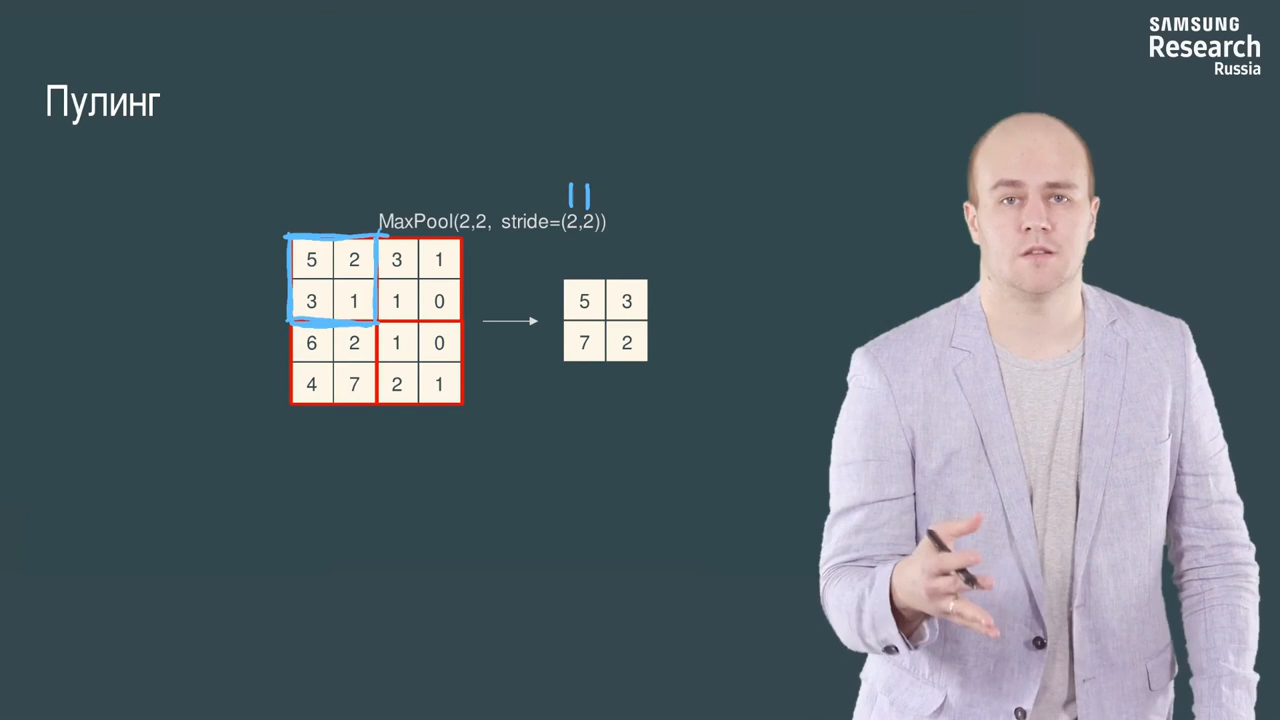 SAMSUNG
Research
Russia
Пулинг
MaxPool(2,2, stride=(2,2))
5 2 3 1
3 1 1 0
6 2 1 0
4 7 2 1
5 3
7 2